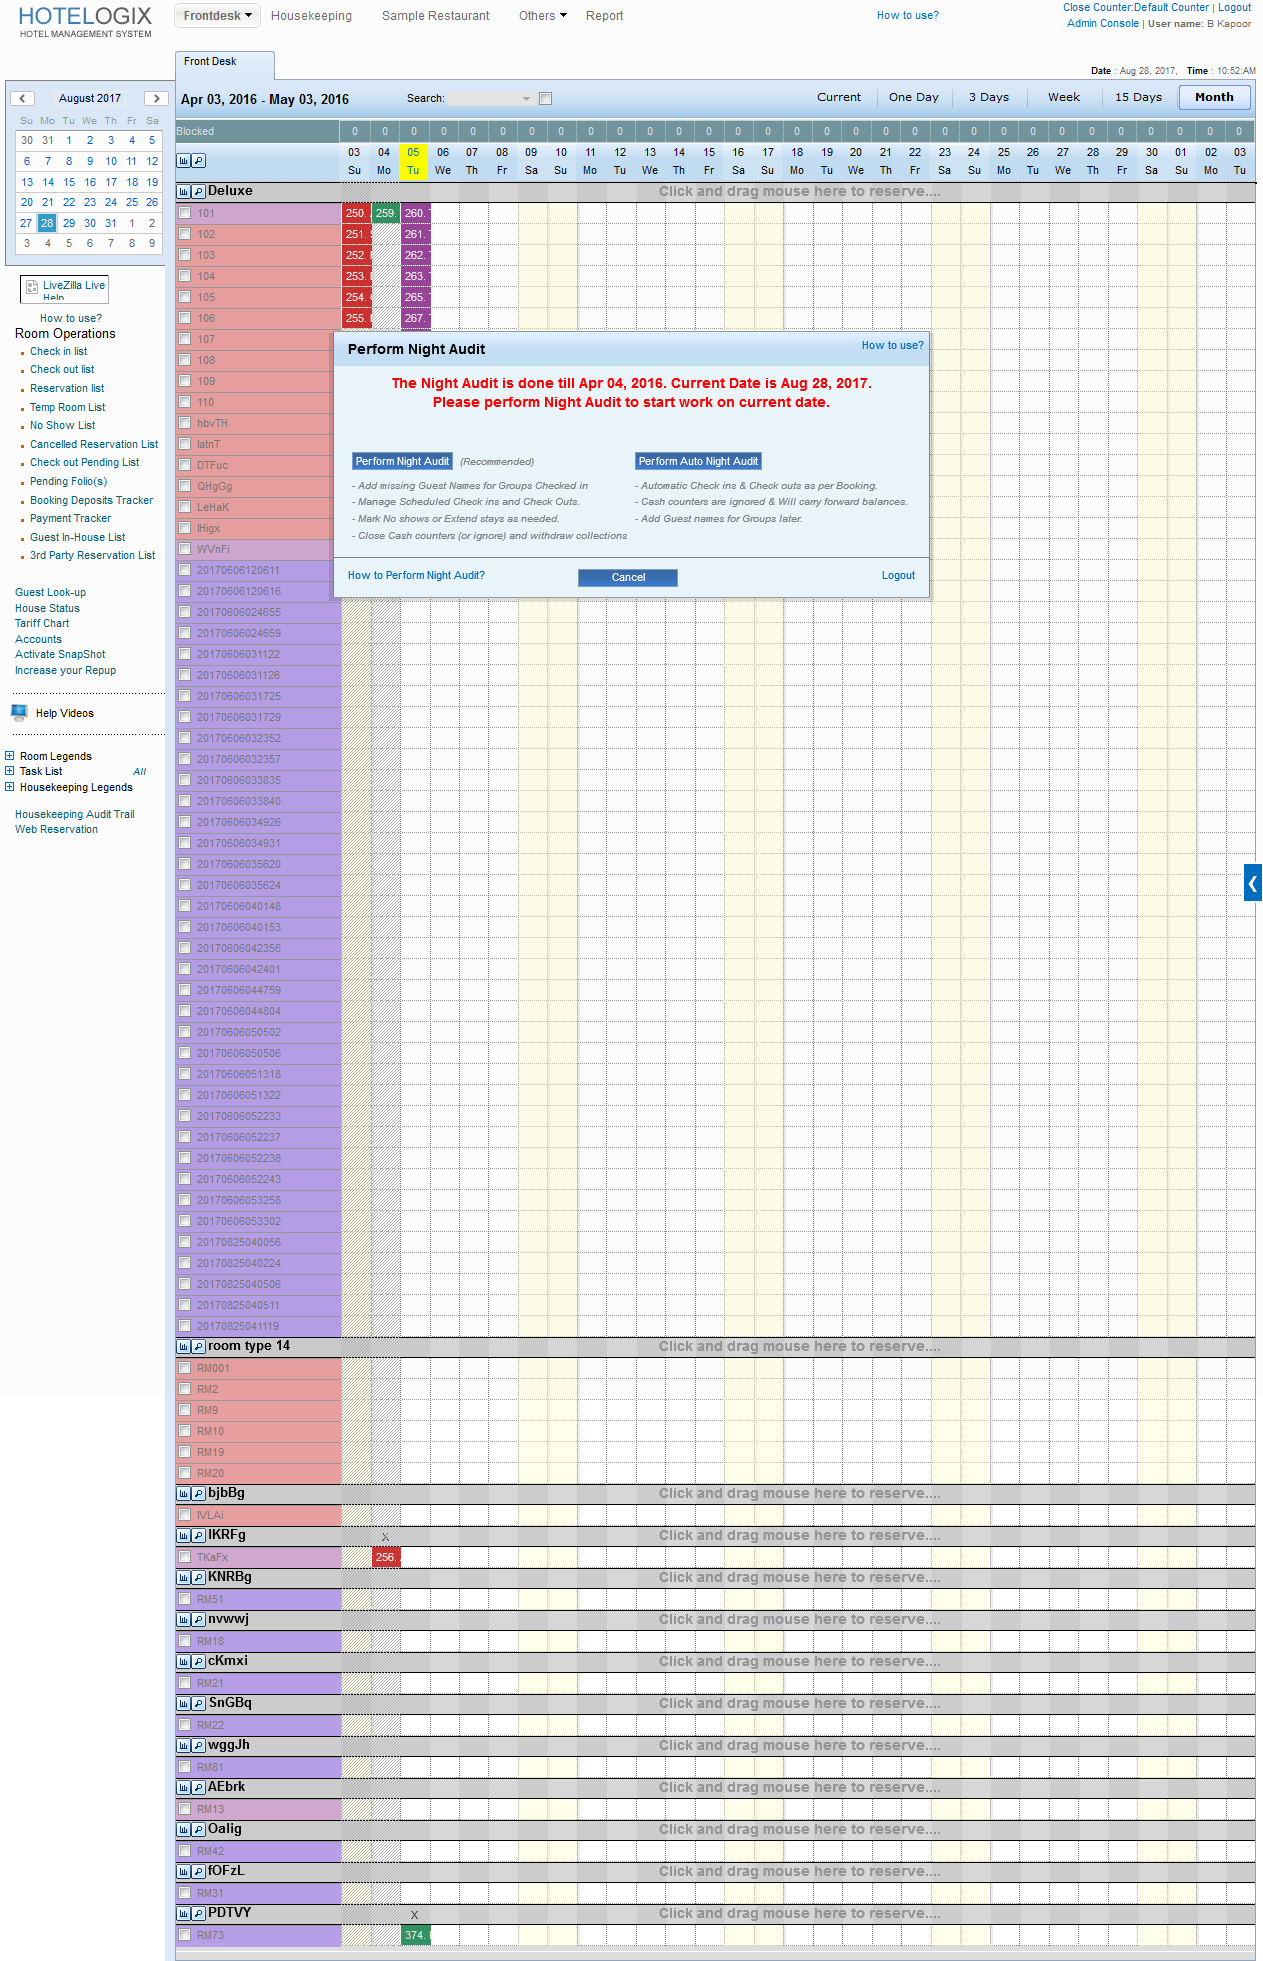 HOTELOGIX
HOTEL MANAGEMENT SYSTEM
Frontdesk Housekeeping Sample Restaurant Others Report
How to use?
Close Counter:Default Counter | Logout
Admin Console | User name: B Kapoor
Front Desk
Date : Aug 28, 2017, Time : 10:52:AM
August 2017
Su Mo Tu We Th Fr Sa
30 31 1 2 3 4 5
6 7 8 9 10 11 12
13 14 15 16 17 18 19
20 21 22 23 24 25 26
27 28 29 30 31 1 2
3 4 5 6 7 8 9
LiveZilla Live
Help
How to use?
Room Operations
Check in list
Check out list
Reservation list
Temp Room List
No Show List
Cancelled Reservation List
Check out Pending List
Pending Folio(s)
Booking Deposits Tracker
Payment Tracker
Guest In-House List
3rd Party Reservation List
Guest Look-up
House Status
Tariff Chart
Accounts
Activate SnapShot
Increase your Repup
Help Videos
Room Legends
Task List All
Housekeeping Legends
Housekeeping Audit Trail
Web Reservation
Apr 03, 2016 - May 03, 2016 Search: Current One Day 3 Days Week 15 Days Month
Blocked 0 0 0 0 0 0 0 0 0 0 0 0 0 0 0 0 0 0 0 0 0 0 0 0 0 0 0 0 0 0 0
03 04 05 06 07 08 09 10 11 12 13 14 15 16 17 18 19 20 21 22 23 24 25 26 27 28 29 30 01 02 03
Su Mo Tu We Th Fr Sa Su Mo Tu We Th Fr Sa Su Mo Tu We Th Fr Sa Su Mo Tu We Th Fr Sa Su Mo Tu
Deluxe Click and drag mouse here to reserve....
101 250. 259. 260.
102 251. 261.
103 252. 262.
104 253. 263.
105 254. 265.
106 255. 267.
107
108
109
110
hbvTH
latnT
DTFuc
QHgGg
LeHaK
IHigx
WVnFi
20170606120611
20170606120616
20170606024655
20170606024659
20170606031122
20170606031126
20170606031725
20170606031729
20170606032352
20170606032357
20170606033835
20170606033840
20170606034926
20170606034931
20170606035620
20170606035624
20170606040148
20170606040153
20170606042356
20170606042401
20170606044759
20170606044804
20170606050502
20170606050506
20170606051318
20170606051322
20170606052233
20170606052237
20170606052238
20170606052243
20170606053258
20170606053302
20170825040056
20170825040224
20170825040506
20170825040511
20170825041119
room type 14 Click and drag mouse here to reserve....
RM001
RM2
RM9
RM10
RM19
RM20
bjbBg Click and drag mouse here to reserve....
IVLAi
IKRFg X Click and drag mouse here to reserve....
TKaFx 256.
KNRBg Click and drag mouse here to reserve....
RM51
nvwwj Click and drag mouse here to reserve....
RM18
cKmxi Click and drag mouse here to reserve....
RM21
SnGBq Click and drag mouse here to reserve....
RM22
wggJh Click and drag mouse here to reserve....
RM81
AEbrk Click and drag mouse here to reserve....
RM13
Oalig Click and drag mouse here to reserve....
RM42
fOFzL Click and drag mouse here to reserve....
RM31
PDTVY X Click and drag mouse here to reserve....
RM73 374.
Perform Night Audit How to use?
The Night Audit is done till Apr 04, 2016. Current Date is Aug 28, 2017.
Please perform Night Audit to start work on current date.
Perform Night Audit (Recommended)
- Add missing Guest Names for Groups Checked in
- Manage Scheduled Check ins and Check Outs.
- Mark No shows or Extend stays as needed.
- Close Cash counters (or ignore) and withdraw collections
Perform Auto Night Audit
- Automatic Check ins & Check outs as per Booking.
- Cash counters are ignored & Will carry forward balances.
- Add Guest names for Groups later.
How to Perform Night Audit? Cancel Logout